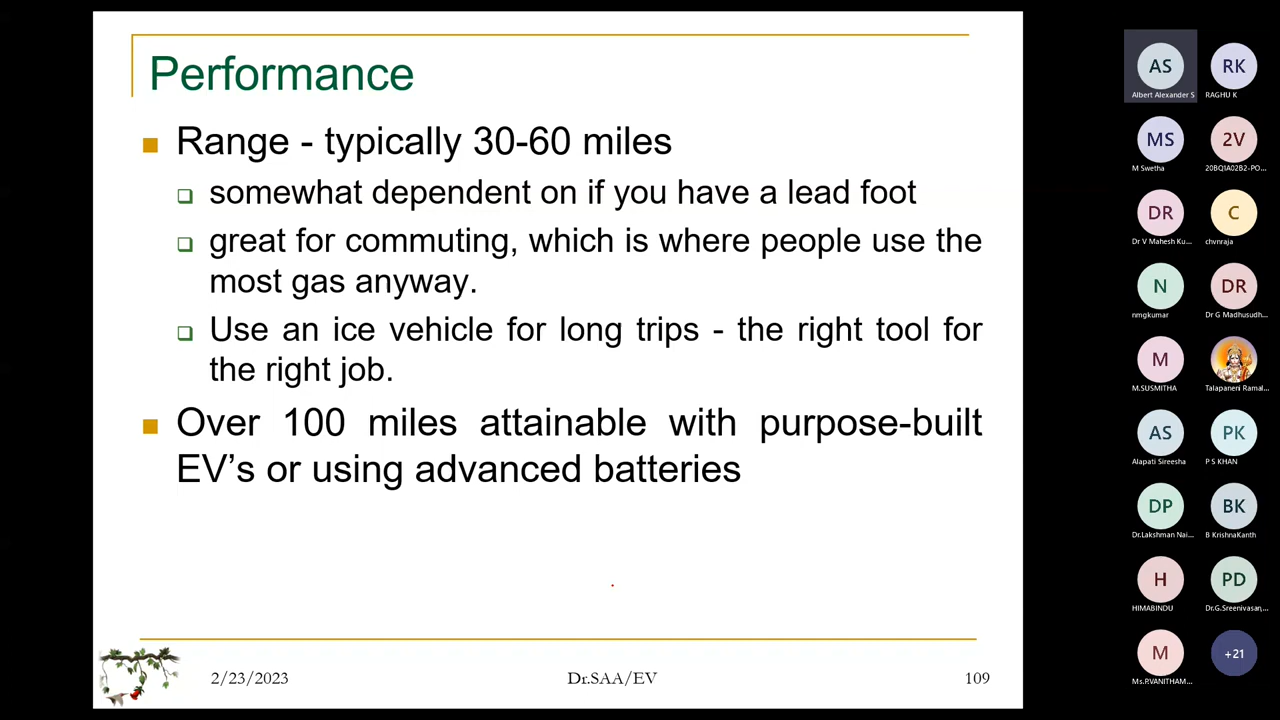 Performance
Range - typically 30-60 miles
somewhat dependent on if you have a lead foot
great for commuting, which is where people use the
most gas anyway.
Use an ice vehicle for long trips - the right tool for
the right job.
Over 100 miles attainable with purpose-built
EV’s or using advanced batteries
2/23/2023
Dr.SAA/EV
109
AS
RK
Albert Alexander S
RAGHU K
MS
2V
M Swetha
20BQ1A02B2-PO...
DR
C
Dr V Mahesh Ku...
chvnraja
N
DR
nmgkumar
Dr G Madhusudh...
M
M.SUSMITHA
Talapaneni Ramal...
AS
PK
Alapati Sireesha
P S KHAN
DP
BK
Dr.Lakshman Nai...
B KrishnaKanth
H
PD
HIMABINDU
Dr.G.Sreenivasan,...
M
+21
Ms.P.VANITHAM...